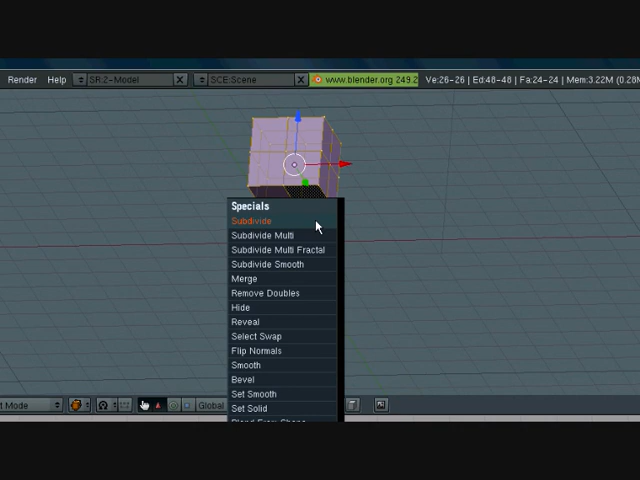 Render Help SR:2-Model SCE:Scene www.blender.org 249.2 Ve:26-26 | Ed:48-48 | Fa:24-24 | Mem:3.22M (0.28M
Specials
Subdivide
Subdivide Multi
Subdivide Multi Fractal
Subdivide Smooth
Merge
Remove Doubles
Hide
Reveal
Select Swap
Flip Normals
Smooth
Bevel
Set Smooth
t Mode Global Set Solid